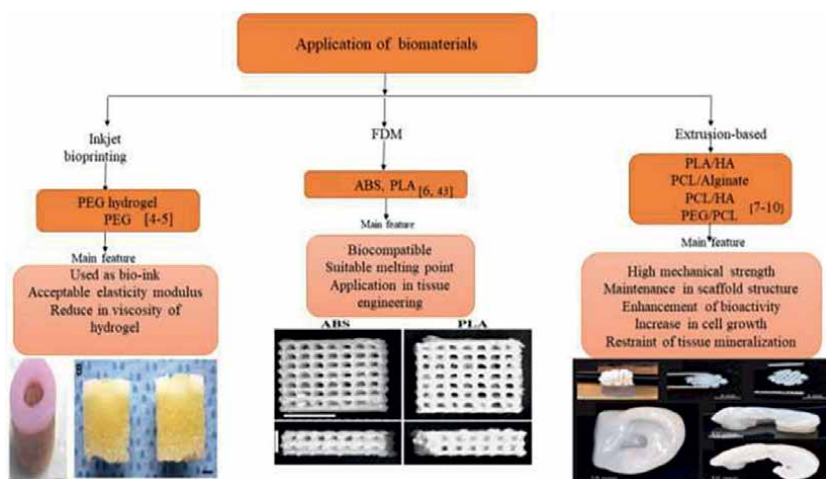 Application of biomaterials
Inkjet
bioprinting
PEG hydrogel
PEG [4-5]
Main feature
Used as bio-ink
Acceptable elasticity modulus
Reduce in viscosity of
hydrogel
B
FDM
ABS, PLA [6, 43]
Main feature
Biocompatible
Suitable melting point
Application in tissue
engineering
ABS
PLA
Extrusion-based
PLA/HA
PCL/Alginate
PCL/HA
PEG/PCL
[7-10]
Main feature
High mechanical strength
Maintenance in scaffold structure
Enhancement of bioactivity
Increase in cell growth
Restraint of tissue mineralization